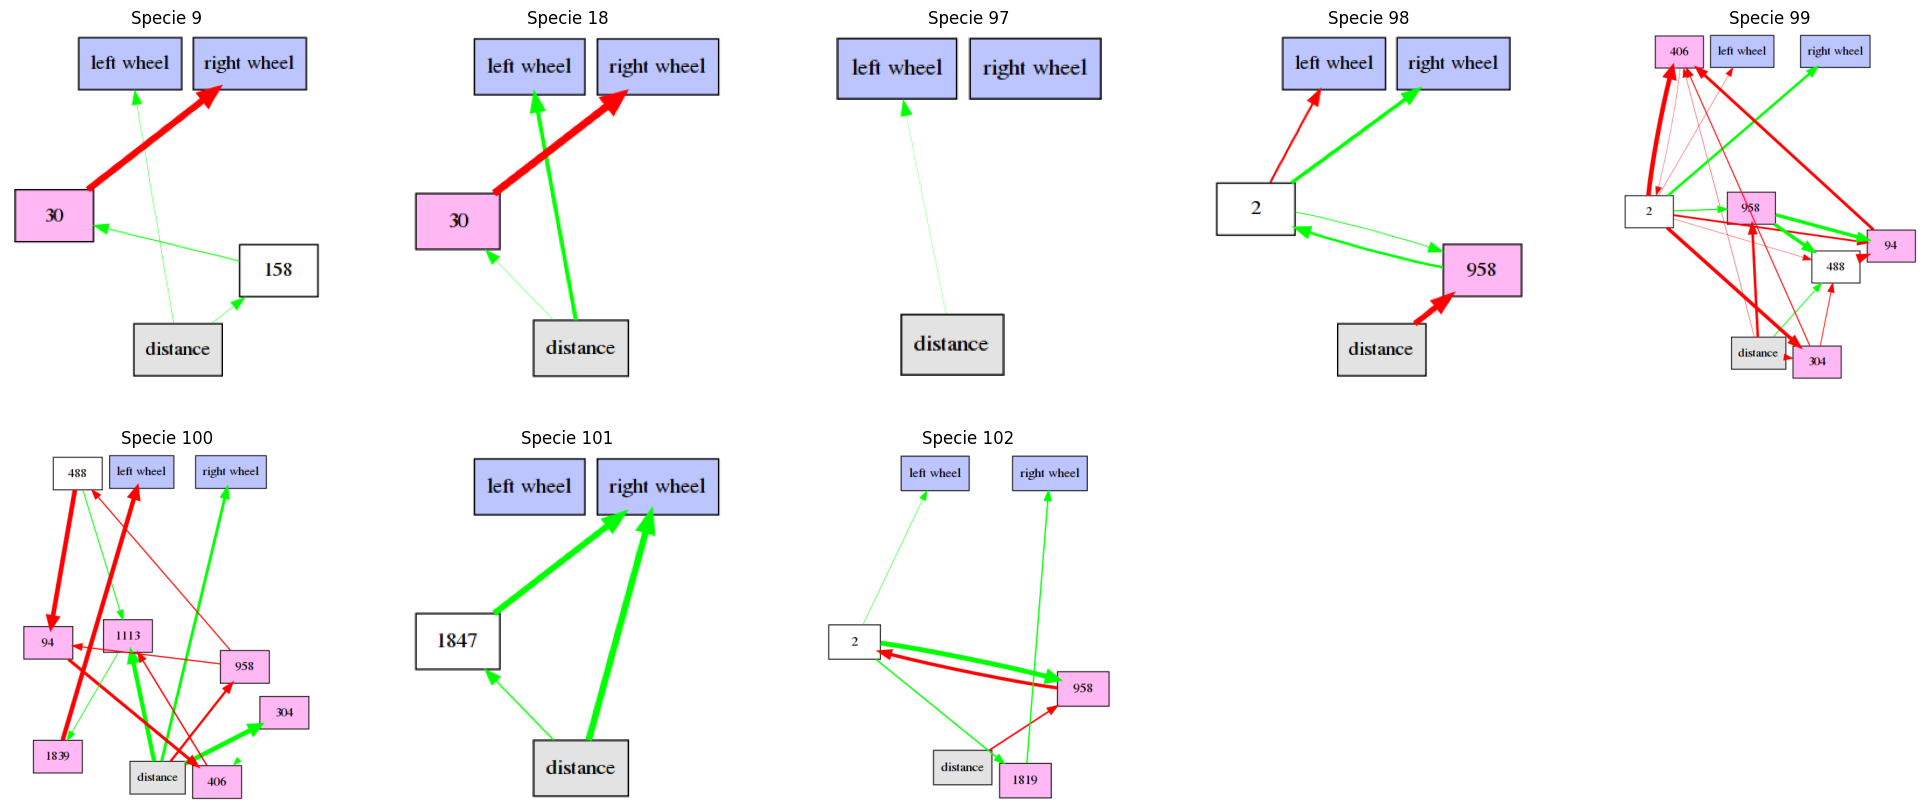 Specie 9
left wheel
right wheel
30
158
distance
Specie 18
left wheel
right wheel
30
distance
Specie 97
left wheel
right wheel
distance
Specie 98
left wheel
right wheel
2
958
distance
Specie 99
406
left wheel
right wheel
2
958
94
488
distance
304
Specie 100
488
left wheel
right wheel
94
1113
958
304
1839
distance
406
Specie 101
left wheel
right wheel
1847
distance
Specie 102
left wheel
right wheel
2
958
distance
1819